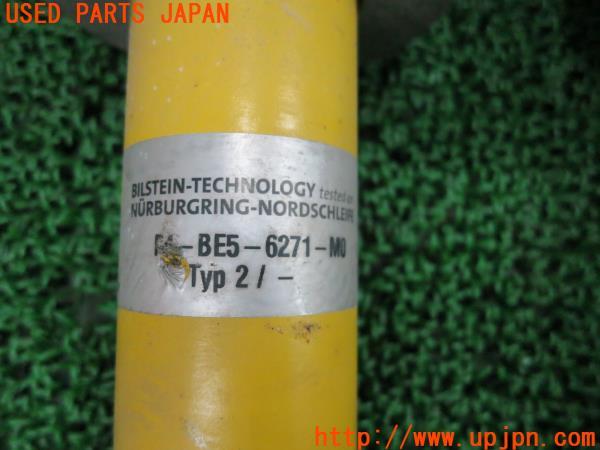 USED PARTS JAPAN
BILSTEIN-TECHNOLOGY tested on
NÜRBURGRING-NORDSCHLEIFE
-BE5-6271-M0
Typ 2 / -
http://www.upjpn.com/